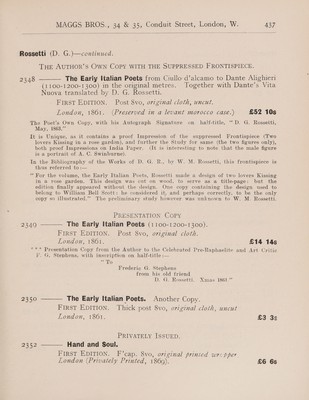 MAGGS BROS., 34 & 35, Conduit Street, London, W. 437
Rossetti (D. G.)—continued.
THE AUTHOR'S OWN COPY WITH THE SUPPRESSED FRONTISPIECE.
2348 ——— The Early Italian Poets from Ciullo d'alcamo to Dante Alighieri
(1100-1200-1300) in the original metres. Together with Dante's Vita
Nuova translated by D. G. Rossetti.
FIRST EDITION. Post 8vo, original cloth, uncut.
London, 1861. (Preserved in a levant morocco case.) £52 10s
The Poet's Own Copy, with his Autograph Signature on half-title, "D. G. Rossetti,
May, 1862."
It is Unique, as it contains a proof Impression of the suppressed Frontispiece (Two
lovers Kissing in a rose garden), and further the Study for same (the two figures only),
both proof Impressions on India Paper. (It is interesting to note that the male figure
is a portrait of A. C. Swinburne).
In the Bibliography of the Works of D. G. R., by W. M. Rossetti, this frontispiece is
thus referred to:—
"For the volume, the Early Italian Poets, Rossetti made a design of two lovers Kissing
in a rose garden. This design was cut on wood, to serve as a title-page: but the
edition finally appeared without the design. One copy containing the design used to
belong to William Bell Scott: he considered it, and perhaps correctly, to be the only
copy so illustrated." The preliminary study however was unknown to W. M. Rossetti.
PRESENTATION COPY
2349 ——— The Early Italian Poets (1100-1200-1300).
FIRST EDITION. Post 8vo, original cloth.
London, 1861. £14 14s
*** Presentation Copy from the Author to the Celebrated Pre-Raphaelite and Art Critic
F. G. Stephens, with inscription on half-title:—
"To
Frederic G. Stephens
from his old friend
D. G. Rossetti Xmas 1861."
2350 ——— The Early Italian Poets. Another Copy.
FIRST EDITION. Thick post 8vo, original cloth, uncut
London, 1861. £3 3s
PRIVATELY ISSUED.
2352 ——— Hand and Soul.
FIRST EDITION. F'cap. 8vo, original printed wrapper
London (Privately Printed, 1869). £6 6s